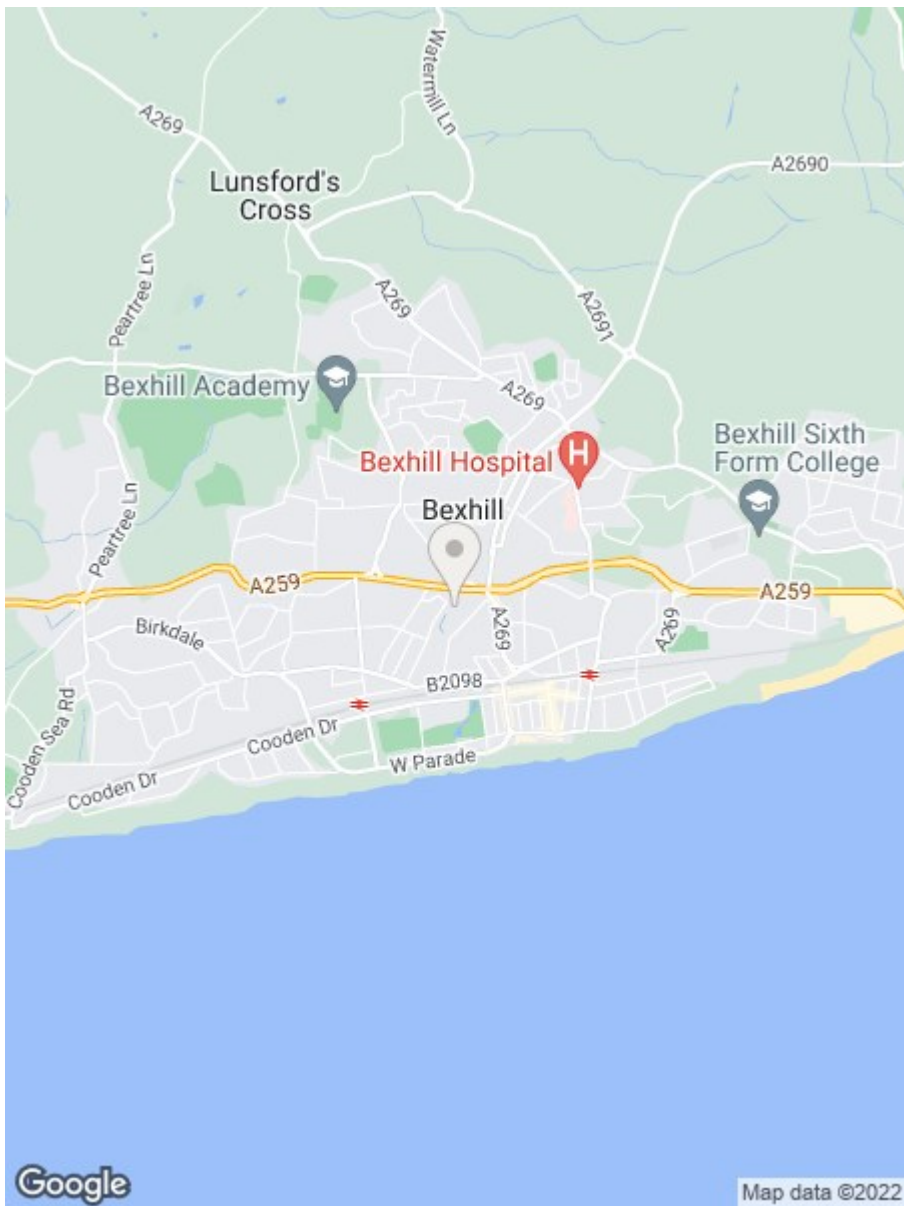 Watermill Ln
A269
A2690
Lunsford's
Cross
Peartree Ln
A269
A2691
Bexhill Academy
A269
Bexhill Sixth
Form College
Bexhill Hospital
H
Bexhill
Peartree Ln
A259
A259
Birkdale
A269
A269
B2098
Cooden Sea Rd
Cooden Dr
W Parade
Cooden Dr
Google
Map data ©2022